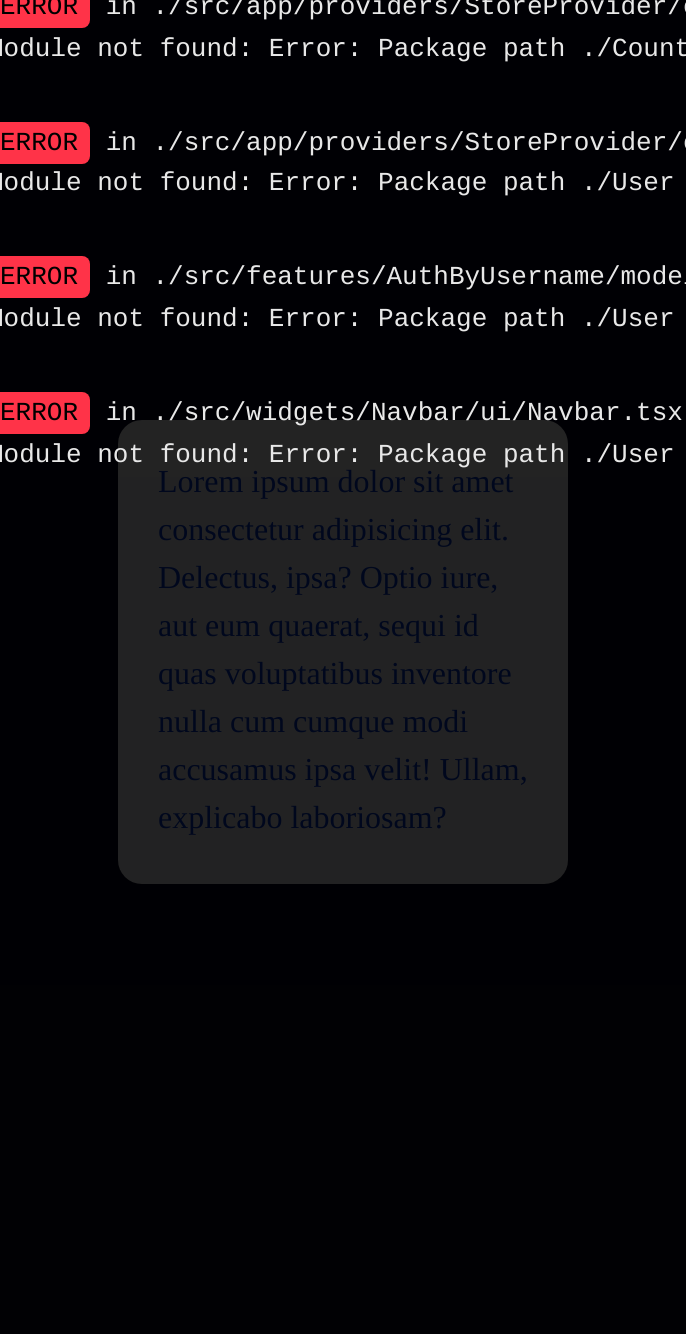 ERROR in ./src/app/providers/StoreProvider/
Module not found: Error: Package path ./Count
ERROR in ./src/app/providers/StoreProvider/
Module not found: Error: Package path ./User
ERROR in ./src/features/AuthByUsername/mode
Module not found: Error: Package path ./User
ERROR in ./src/widgets/Navbar/ui/Navbar.tsx
Module not found: Error: Package path ./User
Lorem ipsum dolor sit amet
consectetur adipisicing elit.
Delectus, ipsa? Optio iure,
aut eum quaerat, sequi id
quas voluptatibus inventore
nulla cum cumque modi
accusamus ipsa velit! Ullam,
explicabo laboriosam?